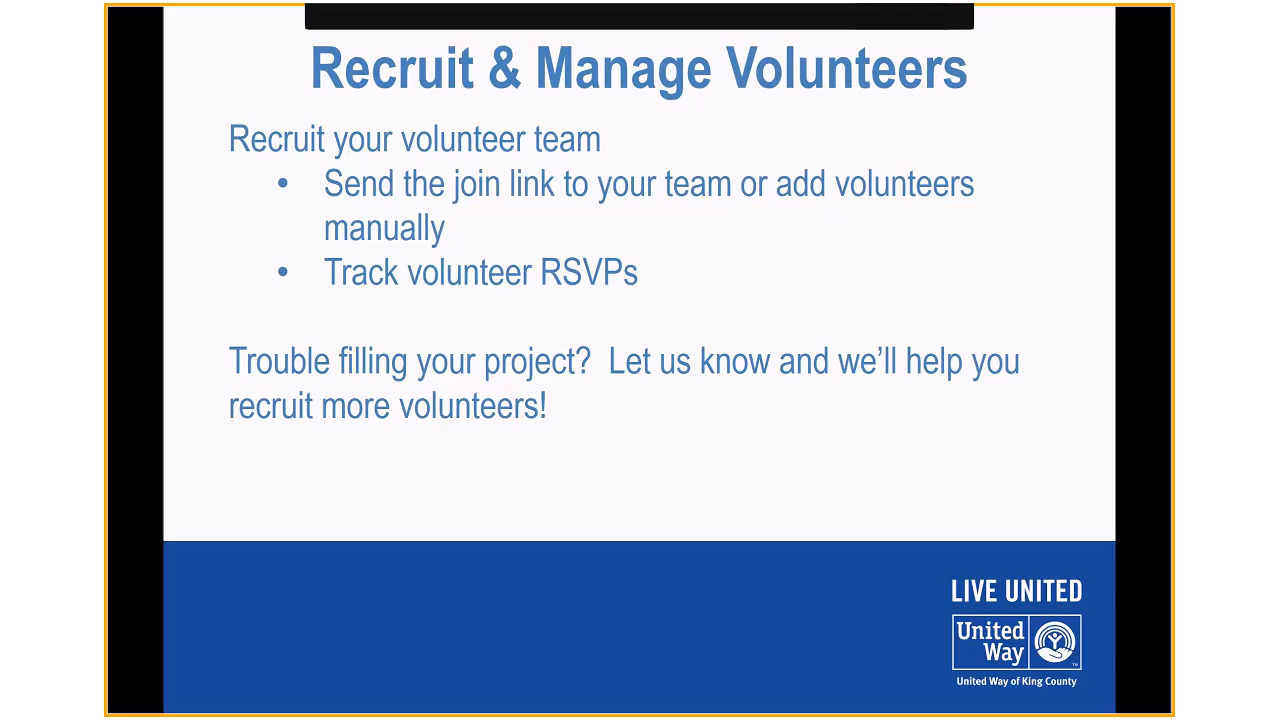 Recruit & Manage Volunteers
Recruit your volunteer team
• Send the join link to your team or add volunteers
manually
• Track volunteer RSVPs
Trouble filling your project?  Let us know and we’ll help you
recruit more volunteers!
LIVE UNITED
United
Way
™
United Way of King County